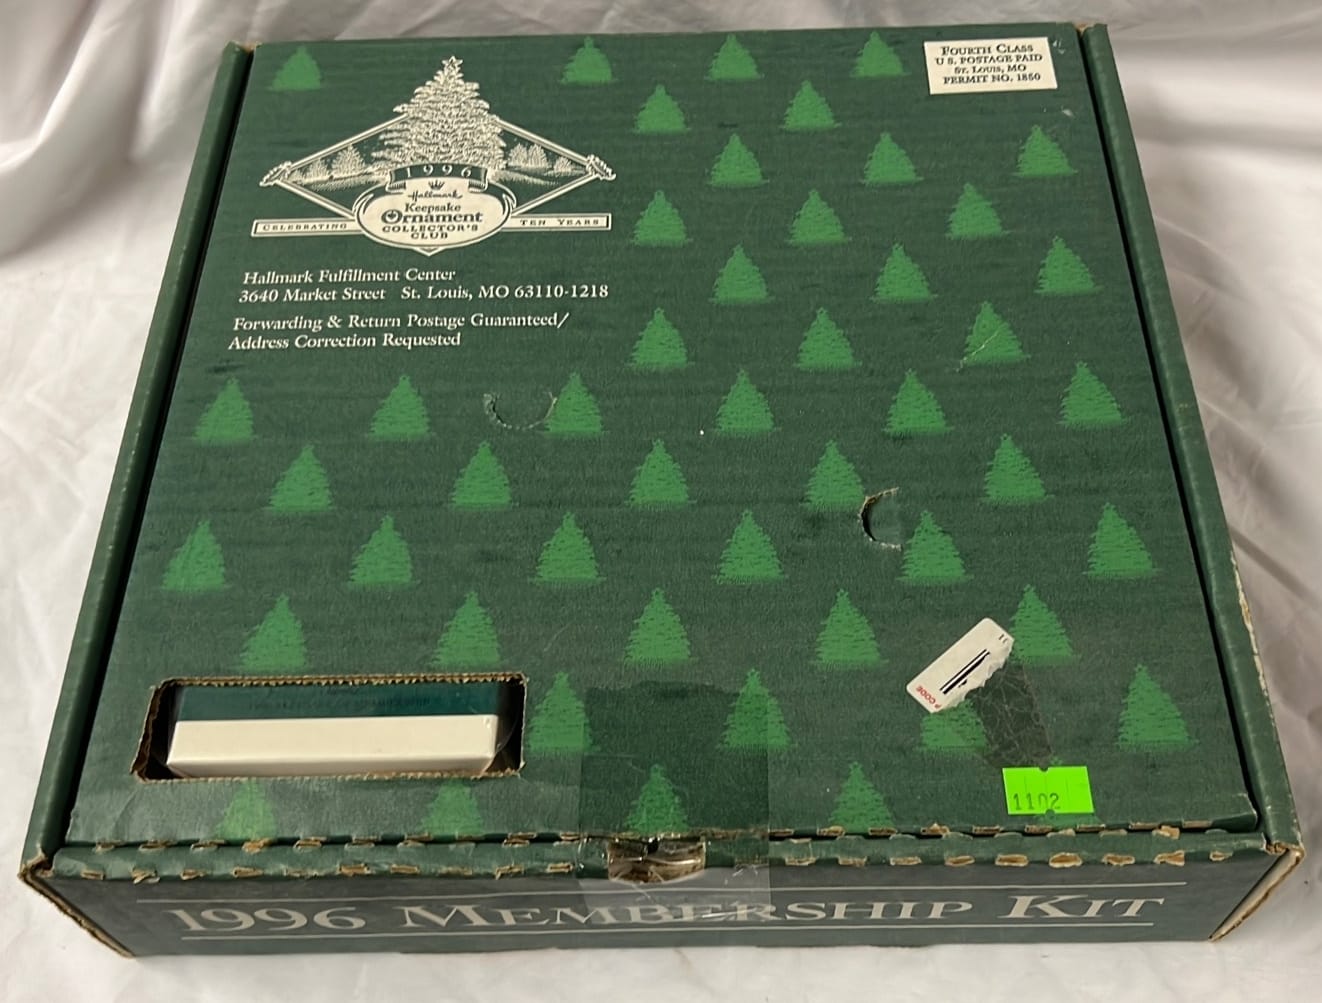 FOURTH CLASS
U S. POSTAGE PAID
ST. LOUIS, MO
PERMIT NO. 1850
1996
Hallmark
Keepsake
Ornament
COLLECTOR'S
CLUB
CELEBRATING TEN YEARS
Hallmark Fulfillment Center
3640 Market Street St. Louis, MO 63110-1218
Forwarding & Return Postage Guaranteed/
Address Correction Requested
P CODE
1102
1996 MEMBERSHIP KIT